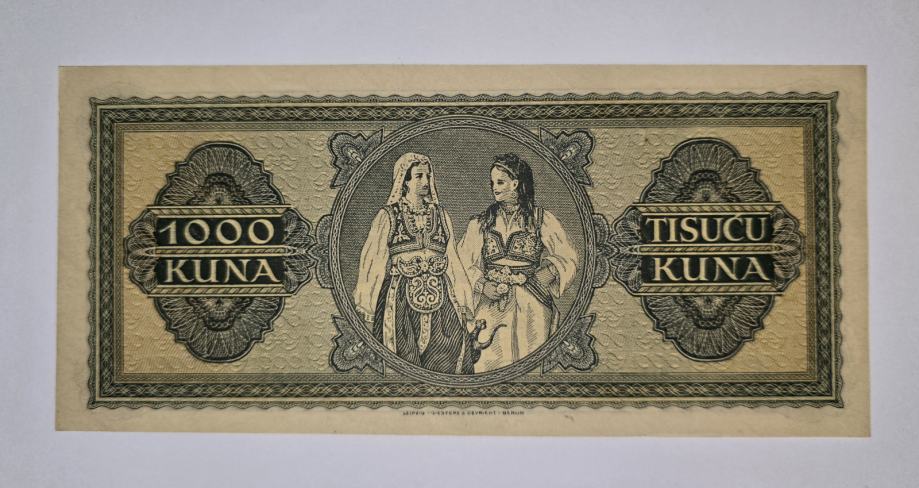 1000
KUNA
TISUĆU
KUNA
LEIPZIG · GIESECKE & DEVRIENT · BERLIN